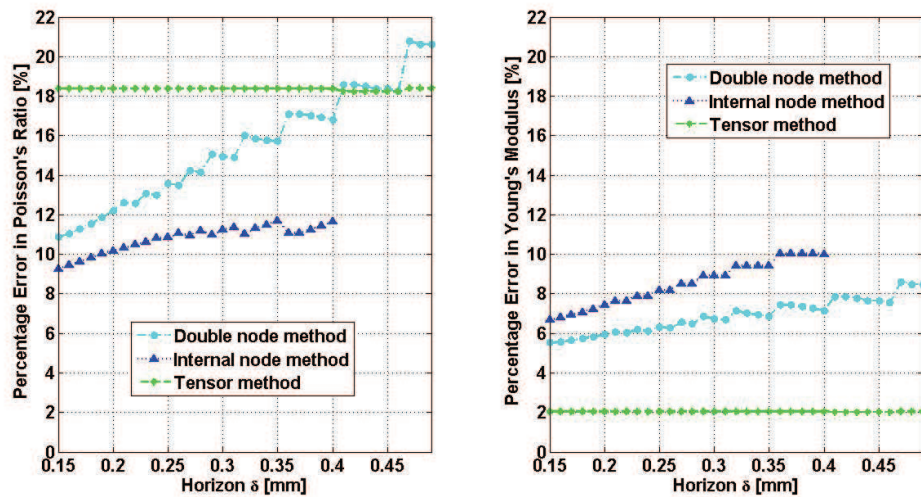 Percentage Error in Poisson's Ratio [%]
22
20
18
16
14
12
10
8
6
4
2
0
Double node method
Internal node method
Tensor method
0.15 0.2 0.25 0.3 0.35 0.4 0.45
Horizon δ [mm]
Percentage Error in Young's Modulus [%]
22
20
18
16
14
12
10
8
6
4
2
0
Double node method
Internal node method
Tensor method
0.15 0.2 0.25 0.3 0.35 0.4 0.45
Horizon δ [mm]